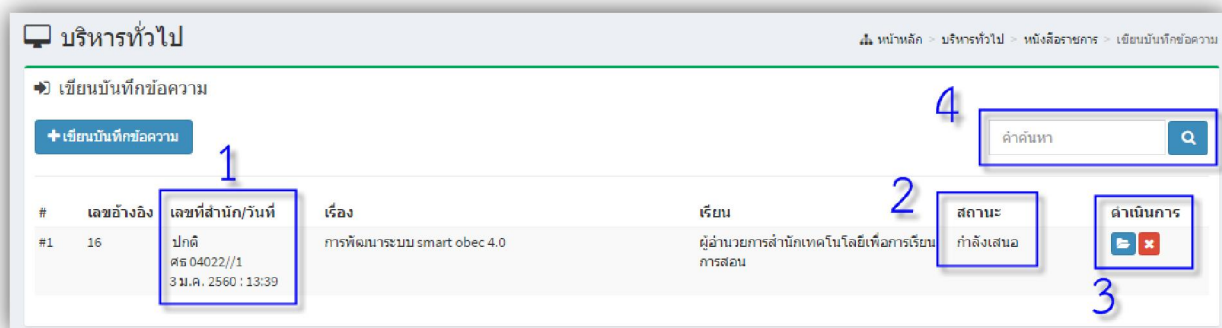 บริหารทั่วไป
หน้าหลัก > บริหารทั่วไป > หนังสือราชการ > เขียนบันทึกข้อความ
เขียนบันทึกข้อความ
4
+เขียนบันทึกข้อความ
คำค้นหา
1
2
# เลขอ้างอิง เลขที่สำนัก/วันที่ เรื่อง เรียน สถานะ ดำเนินการ
#1 16 ปกติ การพัฒนาระบบ smart obec 4.0 ผู้อำนวยการสำนักเทคโนโลยีเพื่อการเรียน กำลังเสนอ
ศธ 04022//1 การสอน
3 ม.ค. 2560 : 13:39
3